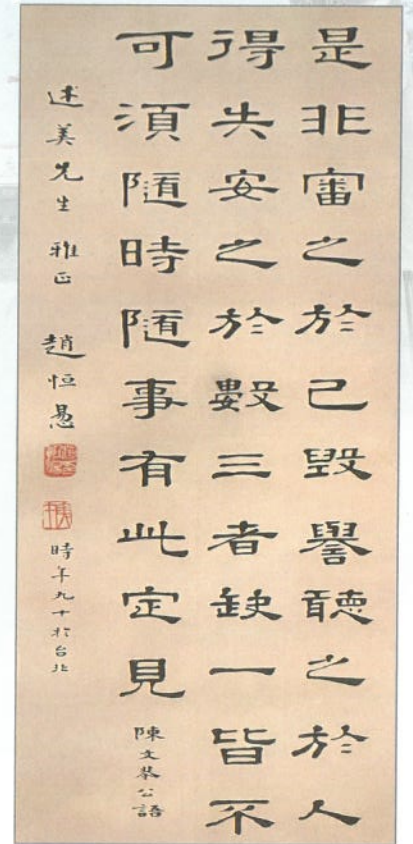 是非審之於己毀譽聽之於人
得失安之於數三者缺一皆不
可須隨時隨事有此定見 陳文恭公語
述美先生 雅正 趙恒惖 時年九十於台北